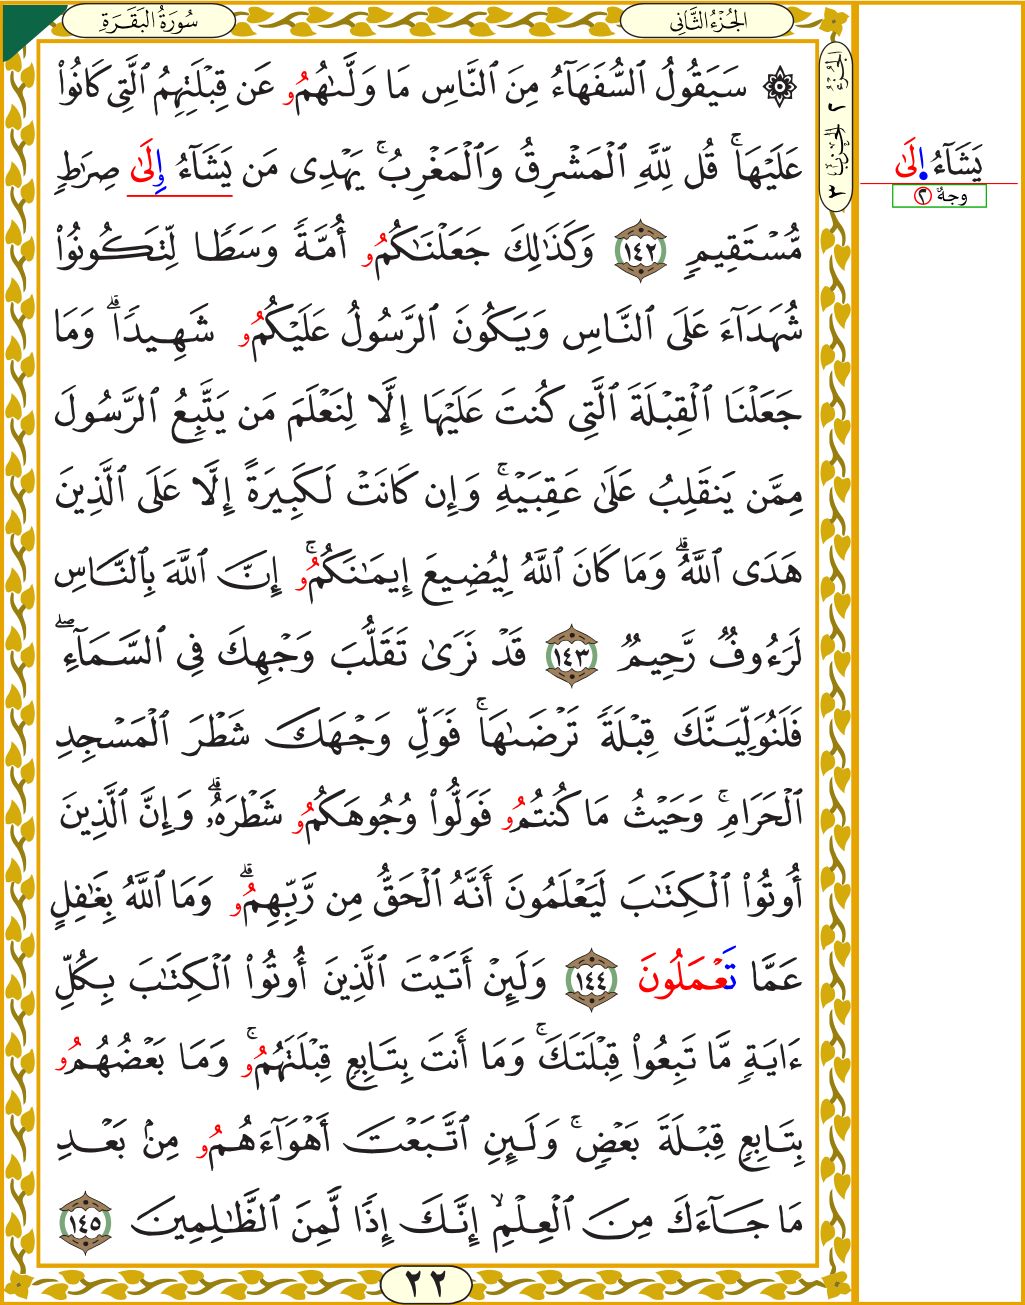 سُورَةُ البَقَرَةِ
الجُزْءُ الثَّانِي
۞ سَيَقُولُ ٱلسُّفَهَآءُ مِنَ ٱلنَّاسِ مَا وَلَّىٰهُمُۥ عَن قِبْلَتِهِمُ ٱلَّتِى كَانُوا۟
عَلَيْهَا ۚ قُل لِّلَّهِ ٱلْمَشْرِقُ وَٱلْمَغْرِبُ ۚ يَهْدِى مَن يَشَآءُ اِ۪لَىٰ صِرَٰطٍ
مُّسْتَقِيمٍ ١٤٢ وَكَذَٰلِكَ جَعَلْنَٰكُمُۥ أُمَّةً وَسَطًا لِّتَكُونُوا۟
شُهَدَآءَ عَلَى ٱلنَّاسِ وَيَكُونَ ٱلرَّسُولُ عَلَيْكُمُۥ شَهِيدًا ۗ وَمَا
جَعَلْنَا ٱلْقِبْلَةَ ٱلَّتِى كُنتَ عَلَيْهَا إِلَّا لِنَعْلَمَ مَن يَتَّبِعُ ٱلرَّسُولَ
مِمَّن يَنقَلِبُ عَلَىٰ عَقِبَيْهِ ۚ وَإِن كَانَتْ لَكَبِيرَةً إِلَّا عَلَى ٱلَّذِينَ
هَدَى ٱللَّهُ ۗ وَمَا كَانَ ٱللَّهُ لِيُضِيعَ إِيمَٰنَكُمُۥ ۚ إِنَّ ٱللَّهَ بِٱلنَّاسِ
لَرَءُوفٌ رَّحِيمٌ ١٤٣ قَدْ نَرَىٰ تَقَلُّبَ وَجْهِكَ فِى ٱلسَّمَآءِ ۖ
فَلَنُوَلِّيَنَّكَ قِبْلَةً تَرْضَىٰهَا ۚ فَوَلِّ وَجْهَكَ شَطْرَ ٱلْمَسْجِدِ
ٱلْحَرَامِ ۚ وَحَيْثُ مَا كُنتُمُۥ فَوَلُّوا۟ وُجُوهَكُمُۥ شَطْرَهُۥ ۗ وَإِنَّ ٱلَّذِينَ
أُوتُوا۟ ٱلْكِتَٰبَ لَيَعْلَمُونَ أَنَّهُ ٱلْحَقُّ مِن رَّبِّهِمُۥ ۗ وَمَا ٱللَّهُ بِغَٰفِلٍ
عَمَّا تَعْمَلُونَ ١٤٤ وَلَئِنْ أَتَيْتَ ٱلَّذِينَ أُوتُوا۟ ٱلْكِتَٰبَ بِكُلِّ
ءَايَةٍ مَّا تَبِعُوا۟ قِبْلَتَكَ ۚ وَمَا أَنتَ بِتَابِعٍ قِبْلَتَهُمُۥ ۚ وَمَا بَعْضُهُمُۥ
بِتَابِعٍ قِبْلَةَ بَعْضٍ ۚ وَلَئِنِ ٱتَّبَعْتَ أَهْوَآءَهُمُۥ مِنۢ بَعْدِ
مَا جَآءَكَ مِنَ ٱلْعِلْمِ ۙ إِنَّكَ إِذًا لَّمِنَ ٱلظَّٰلِمِينَ ١٤٥
٢٢
الجُزْءُ ٢ الحِزْبُ ٣
يَشَآءُ اِ۪لَىٰ
وجهٌ ٢